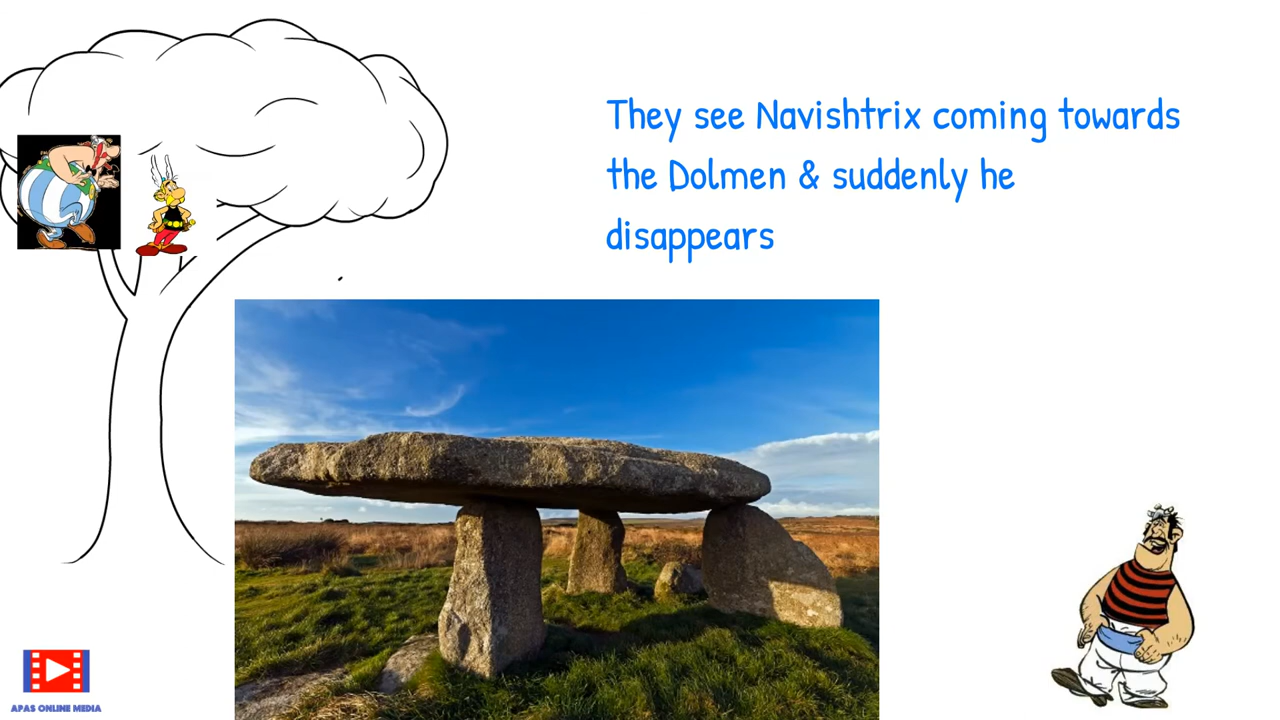 They see Navishtrix coming towards
the Dolmen & suddenly he
disappears
APAS ONLINE MEDIA